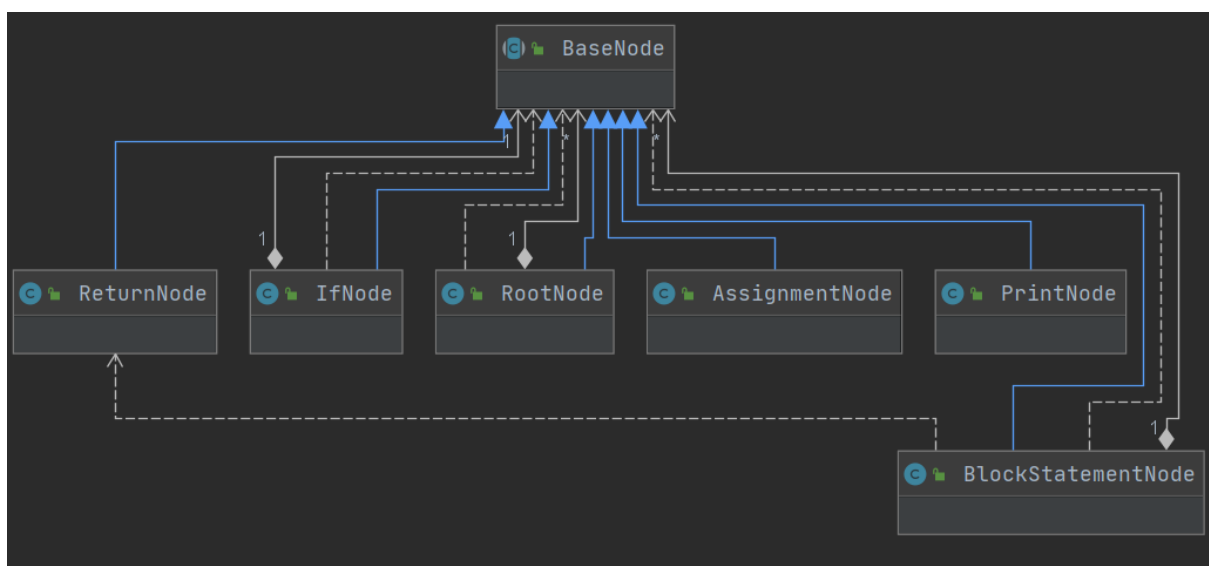 BaseNode
1 * *
1 1
ReturnNode IfNode RootNode AssignmentNode PrintNode
1
BlockStatementNode